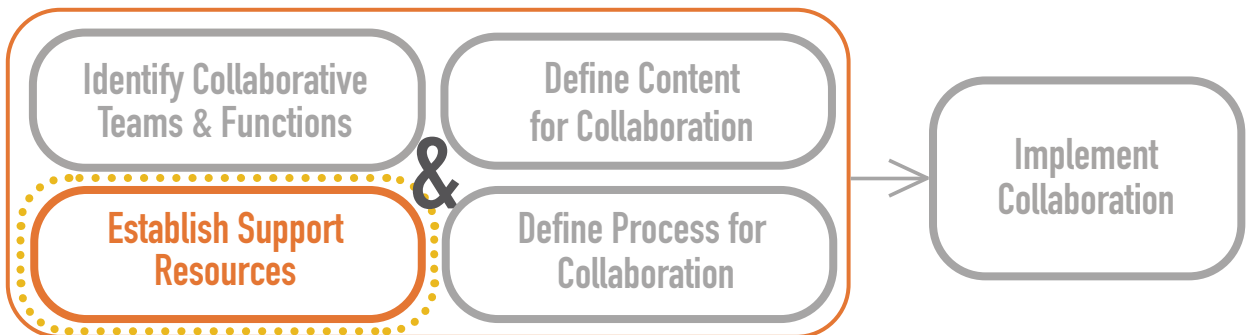 Identify Collaborative
Teams & Functions
Define Content
for Collaboration
&
Establish Support
Resources
Define Process for
Collaboration
Implement
Collaboration